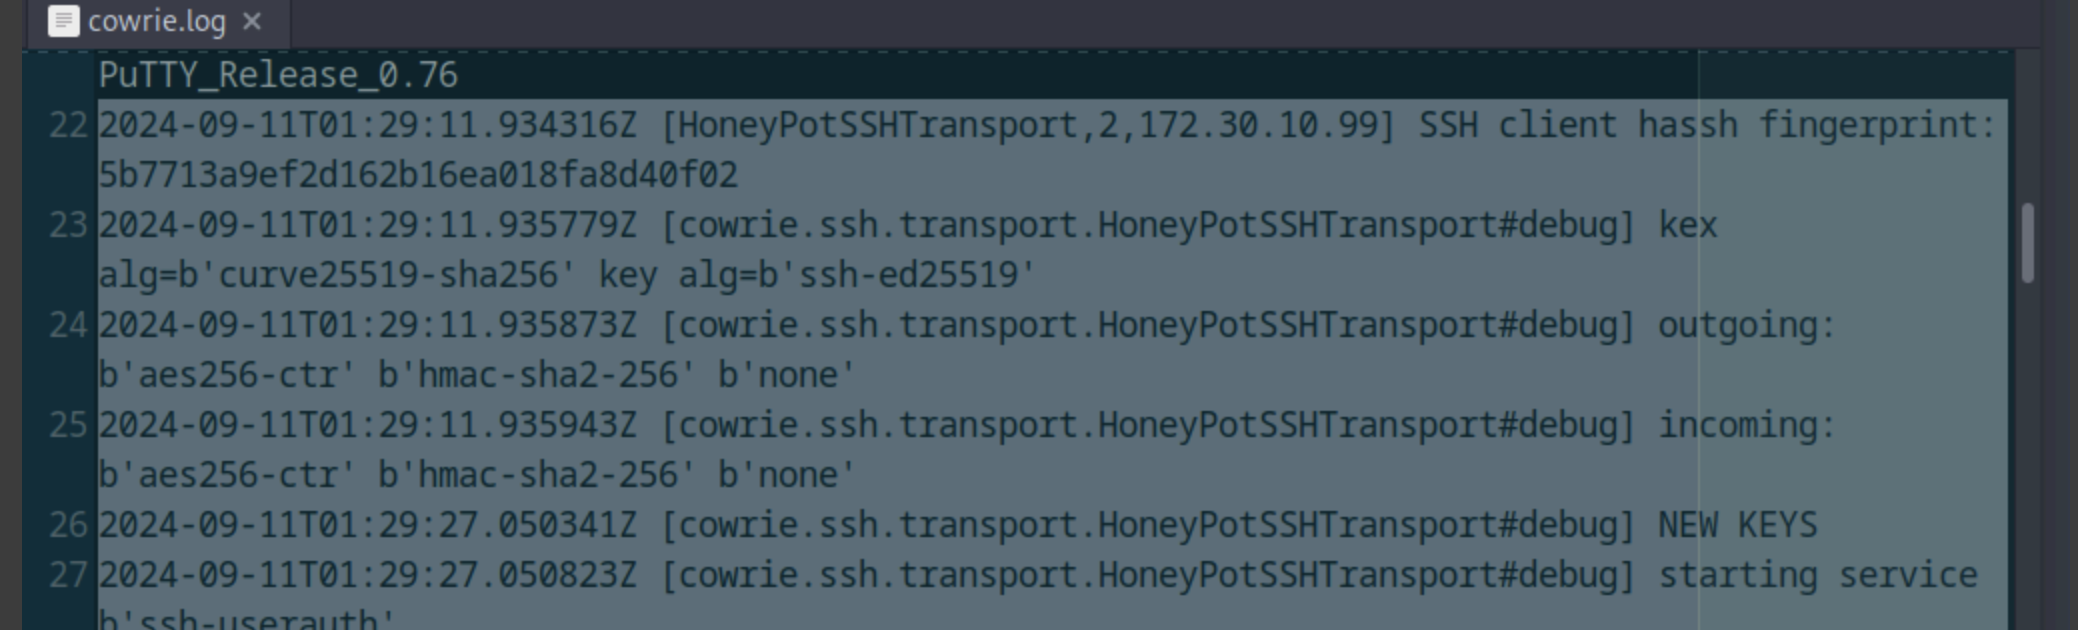 cowrie.log ×
PuTTY_Release_0.76
22 2024-09-11T01:29:11.934316Z [HoneyPotSSHTransport,2,172.30.10.99] SSH client hassh fingerprint:
5b7713a9ef2d162b16ea018fa8d40f02
23 2024-09-11T01:29:11.935779Z [cowrie.ssh.transport.HoneyPotSSHTransport#debug] kex
alg=b'curve25519-sha256' key alg=b'ssh-ed25519'
24 2024-09-11T01:29:11.935873Z [cowrie.ssh.transport.HoneyPotSSHTransport#debug] outgoing:
b'aes256-ctr' b'hmac-sha2-256' b'none'
25 2024-09-11T01:29:11.935943Z [cowrie.ssh.transport.HoneyPotSSHTransport#debug] incoming:
b'aes256-ctr' b'hmac-sha2-256' b'none'
26 2024-09-11T01:29:27.050341Z [cowrie.ssh.transport.HoneyPotSSHTransport#debug] NEW KEYS
27 2024-09-11T01:29:27.050823Z [cowrie.ssh.transport.HoneyPotSSHTransport#debug] starting service
b'ssh-userauth'